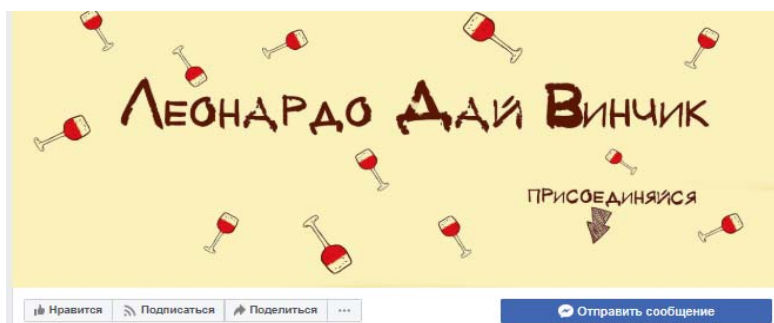 Леонардо Дай Винчик
присоединяйся
Нравится Подписаться Поделиться ... Отправить сообщение